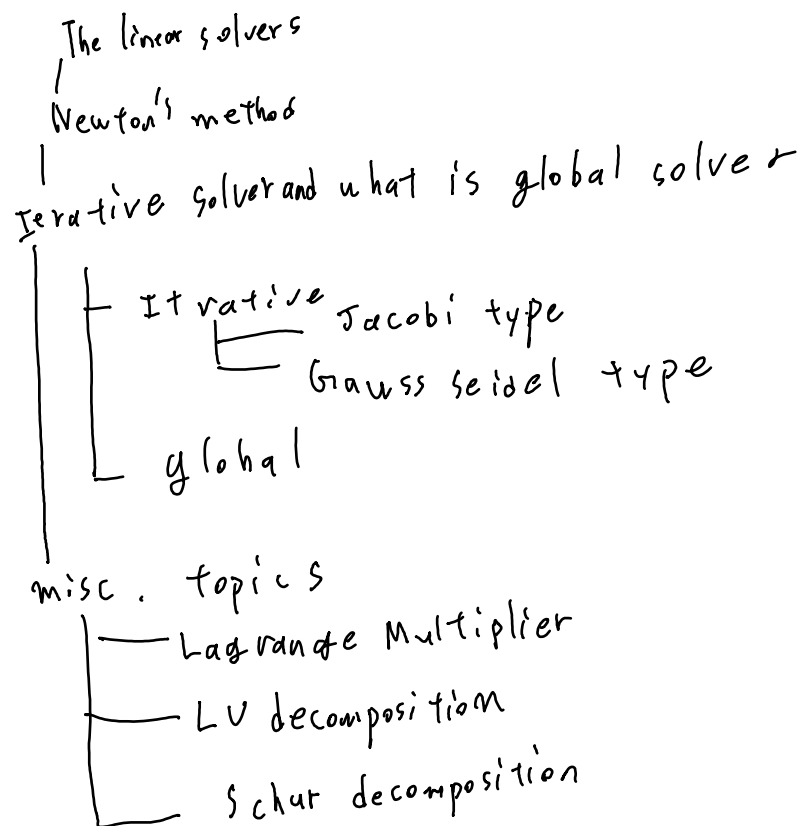 The linear solvers
Newton's method
Iterative solver and what is global solver
Itrative
Jacobi type
Gauss seidel type
global
misc. topics
Lagrange Multiplier
LU decomposition
Schur decomposition